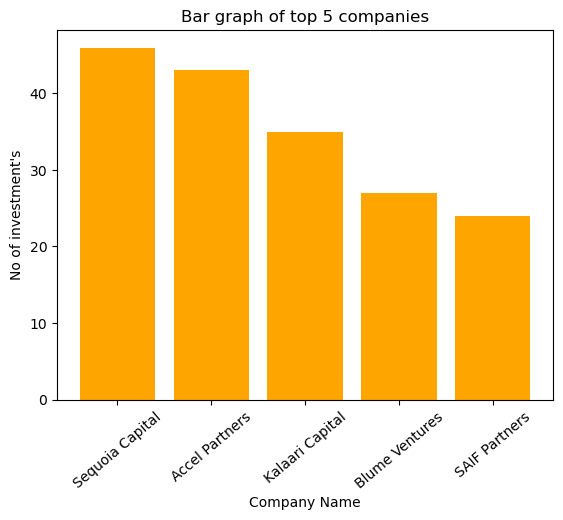 Bar graph of top 5 companies
No of investment's
40
30
20
10
0
Sequoia Capital
Accel Partners
Kalaari Capital
Blume Ventures
SAIF Partners
Company Name